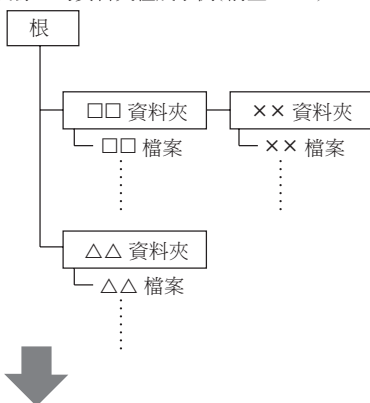 根
□□ 資料夾
×× 資料夾
□□ 檔案
×× 檔案
△△ 資料夾
△△ 檔案